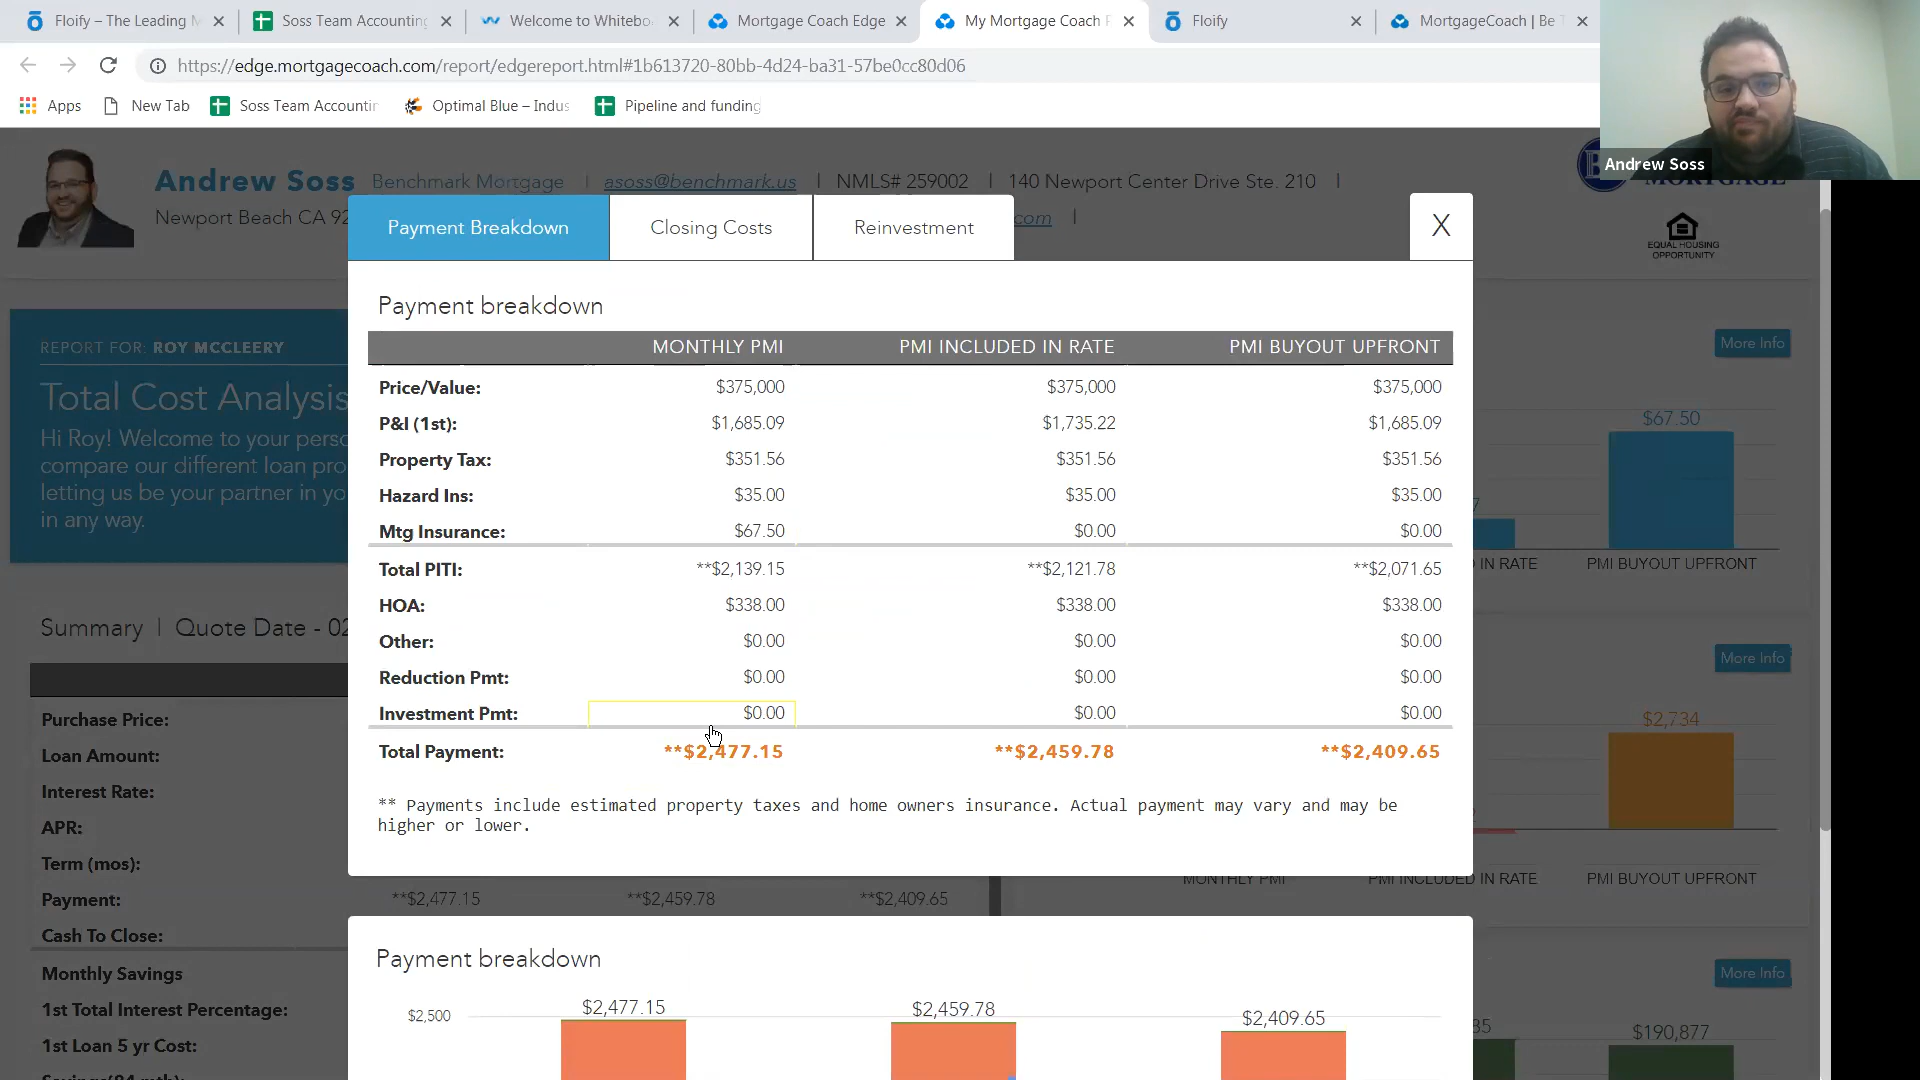 Floify – The Leading M
Soss Team Accounting
Welcome to Whitebo
Mortgage Coach Edge
My Mortgage Coach P
Floify
MortgageCoach | Be T
https://edge.mortgagecoach.com/report/edgereport.html#1b613720-80bb-4d24-ba31-57be0cc80d06
Apps
New Tab
Soss Team Accountin
Optimal Blue – Indus
Pipeline and funding
Andrew Soss
Andrew Soss Benchmark Mortgage | asoss@benchmark.us | NMLS# 259002 | 140 Newport Center Drive Ste. 210 |
Newport Beach CA 92
com |
EQUAL HOUSING
OPPORTUNITY
Payment Breakdown
Closing Costs
Reinvestment
X
REPORT FOR: ROY MCCLEERY
Total Cost Analysis
Hi Roy! Welcome to your perso
compare our different loan pro
letting us be your partner in yo
in any way.
Payment breakdown
MONTHLY PMI PMI INCLUDED IN RATE PMI BUYOUT UPFRONT
Price/Value: $375,000 $375,000 $375,000
P&I (1st): $1,685.09 $1,735.22 $1,685.09
Property Tax: $351.56 $351.56 $351.56
Hazard Ins: $35.00 $35.00 $35.00
Mtg Insurance: $67.50 $0.00 $0.00
Total PITI: **$2,139.15 **$2,121.78 **$2,071.65
HOA: $338.00 $338.00 $338.00
Other: $0.00 $0.00 $0.00
Reduction Pmt: $0.00 $0.00 $0.00
Investment Pmt: $0.00 $0.00 $0.00
Total Payment: **$2,477.15 **$2,459.78 **$2,409.65
** Payments include estimated property taxes and home owners insurance. Actual payment may vary and may be
higher or lower.
More Info
$67.50
7
IN RATE PMI BUYOUT UPFRONT
More Info
$2,734
MONTHLY PMI PMI INCLUDED IN RATE PMI BUYOUT UPFRONT
More Info
35 $190,877
Summary | Quote Date - 02
Purchase Price:
Loan Amount:
Interest Rate:
APR:
Term (mos):
Payment: **$2,477.15 **$2,459.78 **$2,409.65
Cash To Close:
Monthly Savings
1st Total Interest Percentage:
1st Loan 5 yr Cost:
Payment breakdown
$2,500
$2,477.15
$2,459.78
$2,409.65